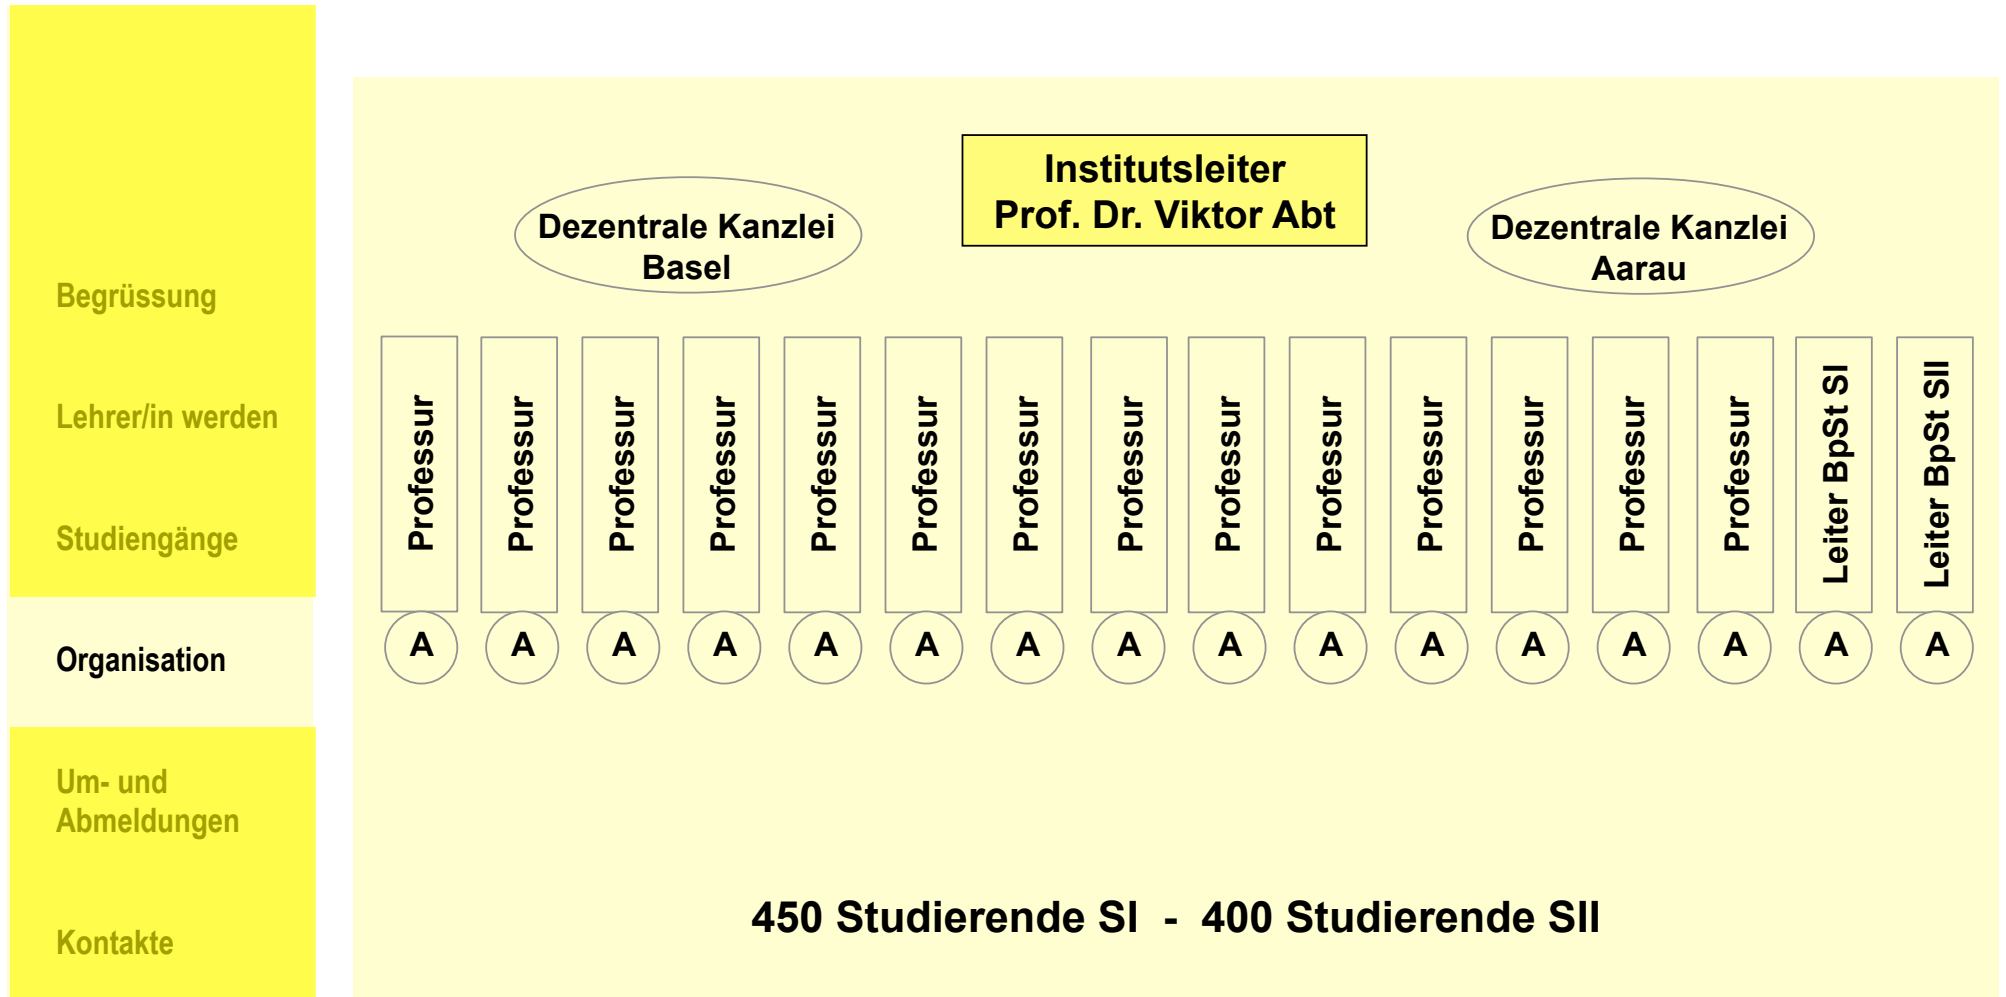 Begrüssung
Lehrer/in werden
Studiengänge
Organisation
Um- und
Abmeldungen
Kontakte
Institutsleiter
Prof. Dr. Viktor Abt
Dezentrale Kanzlei
Basel
Dezentrale Kanzlei
Aarau
Professur
Professur
Professur
Professur
Professur
Professur
Professur
Professur
Professur
Professur
Professur
Professur
Professur
Professur
Leiter BpSt SI
Leiter BpSt SII
A A A A A A A A A A A A A A A A
450 Studierende SI - 400 Studierende SII